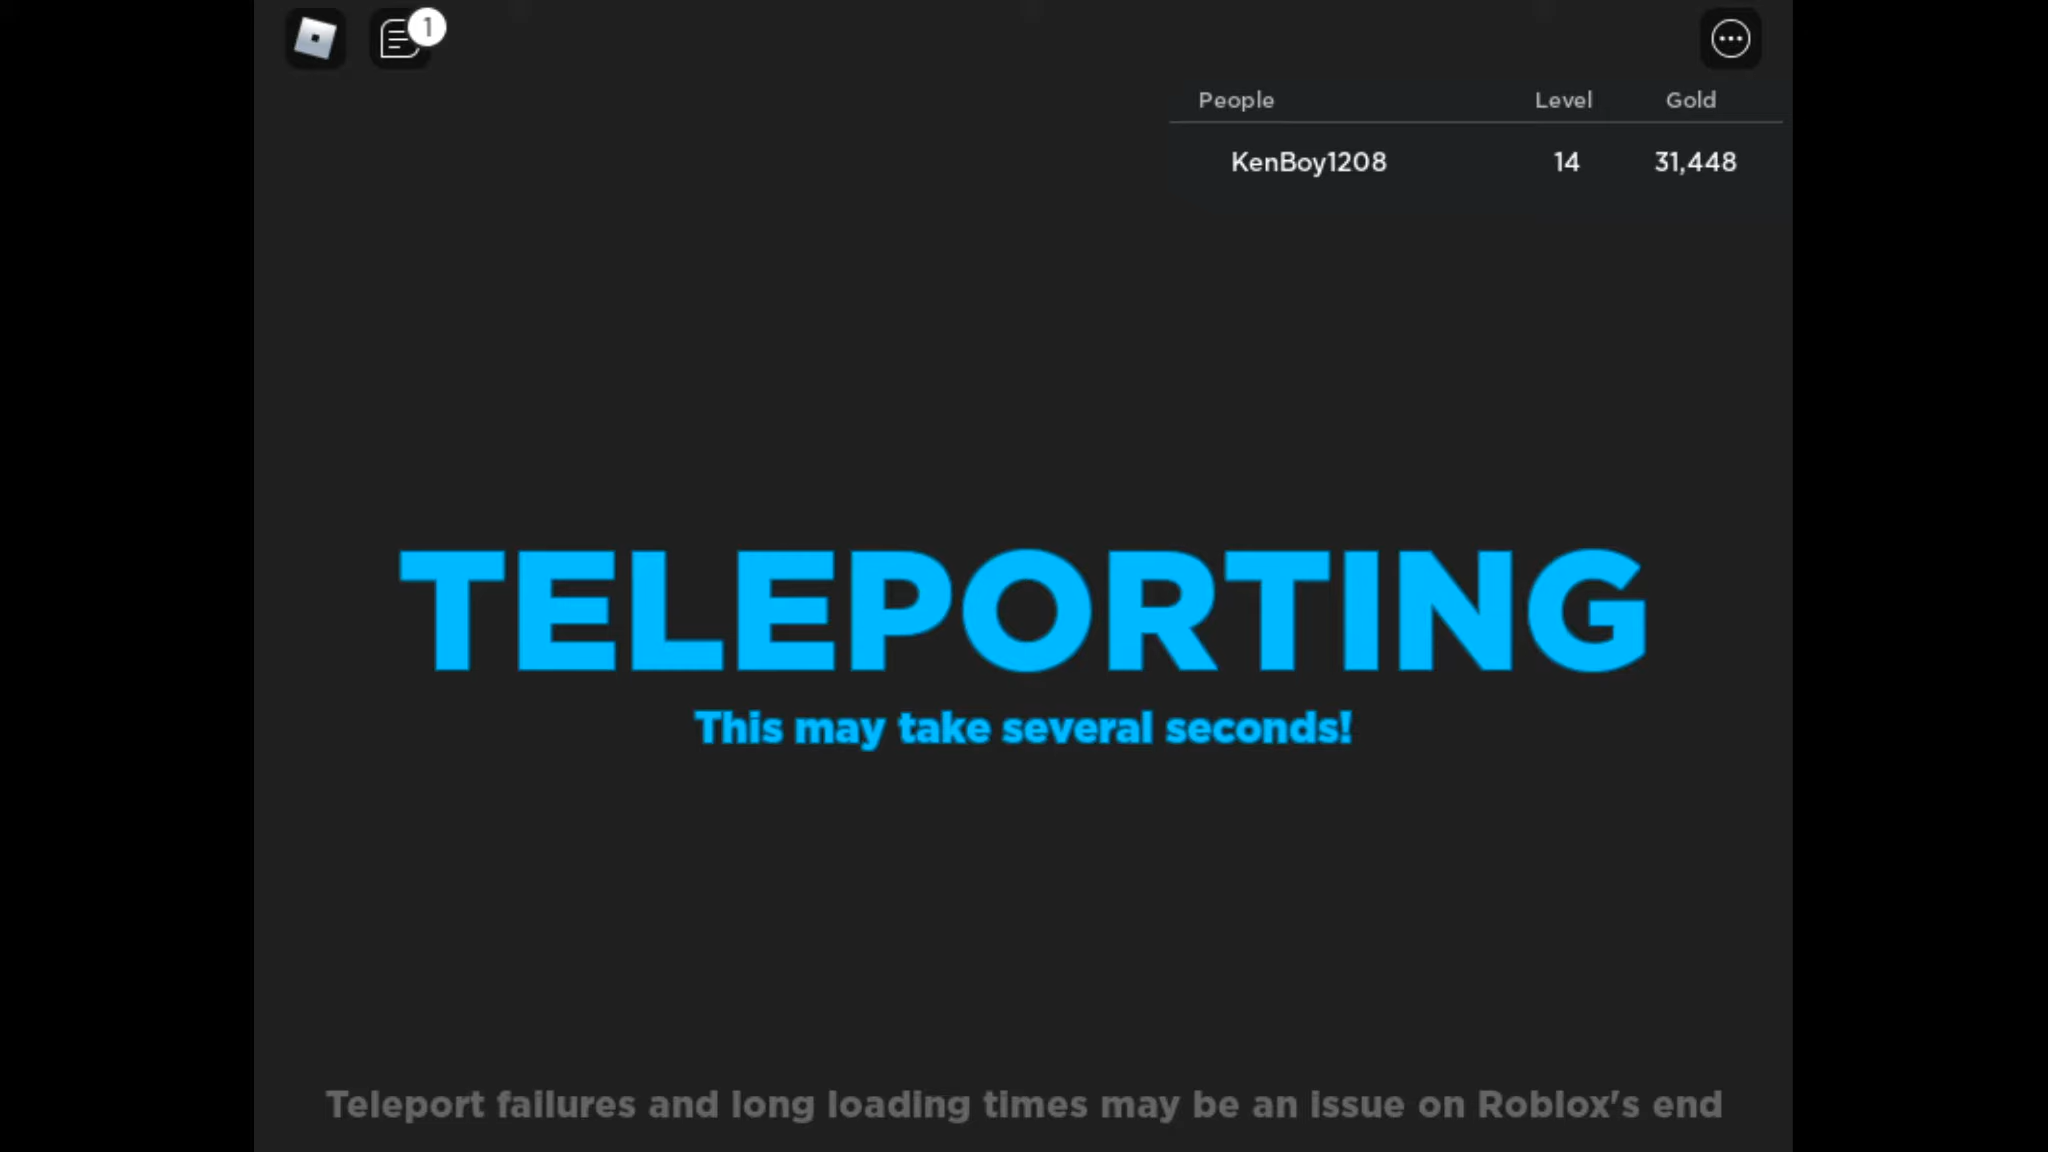 1
People Level Gold
KenBoy1208 14 31,448
TELEPORTING
This may take several seconds!
Teleport failures and long loading times may be an issue on Roblox's end